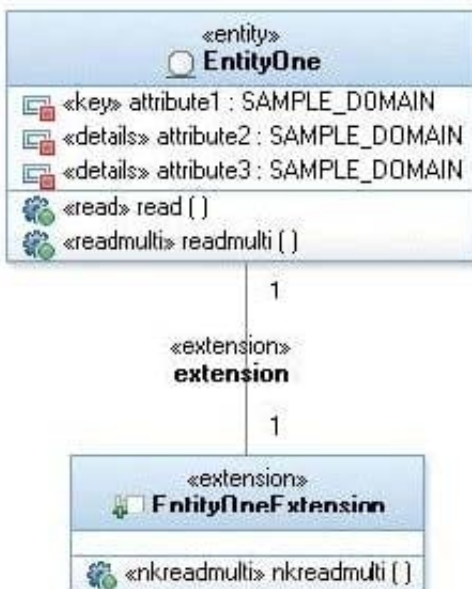 «entity»
EntityOne
«key» attribute1 : SAMPLE_DOMAIN
«details» attribute2 : SAMPLE_DOMAIN
«details» attribute3 : SAMPLE_DOMAIN
«read» read ( )
«readmulti» readmulti ( )
1
«extension»
extension
1
«extension»
EntityOneExtension
«nkreadmulti» nkreadmulti ( )